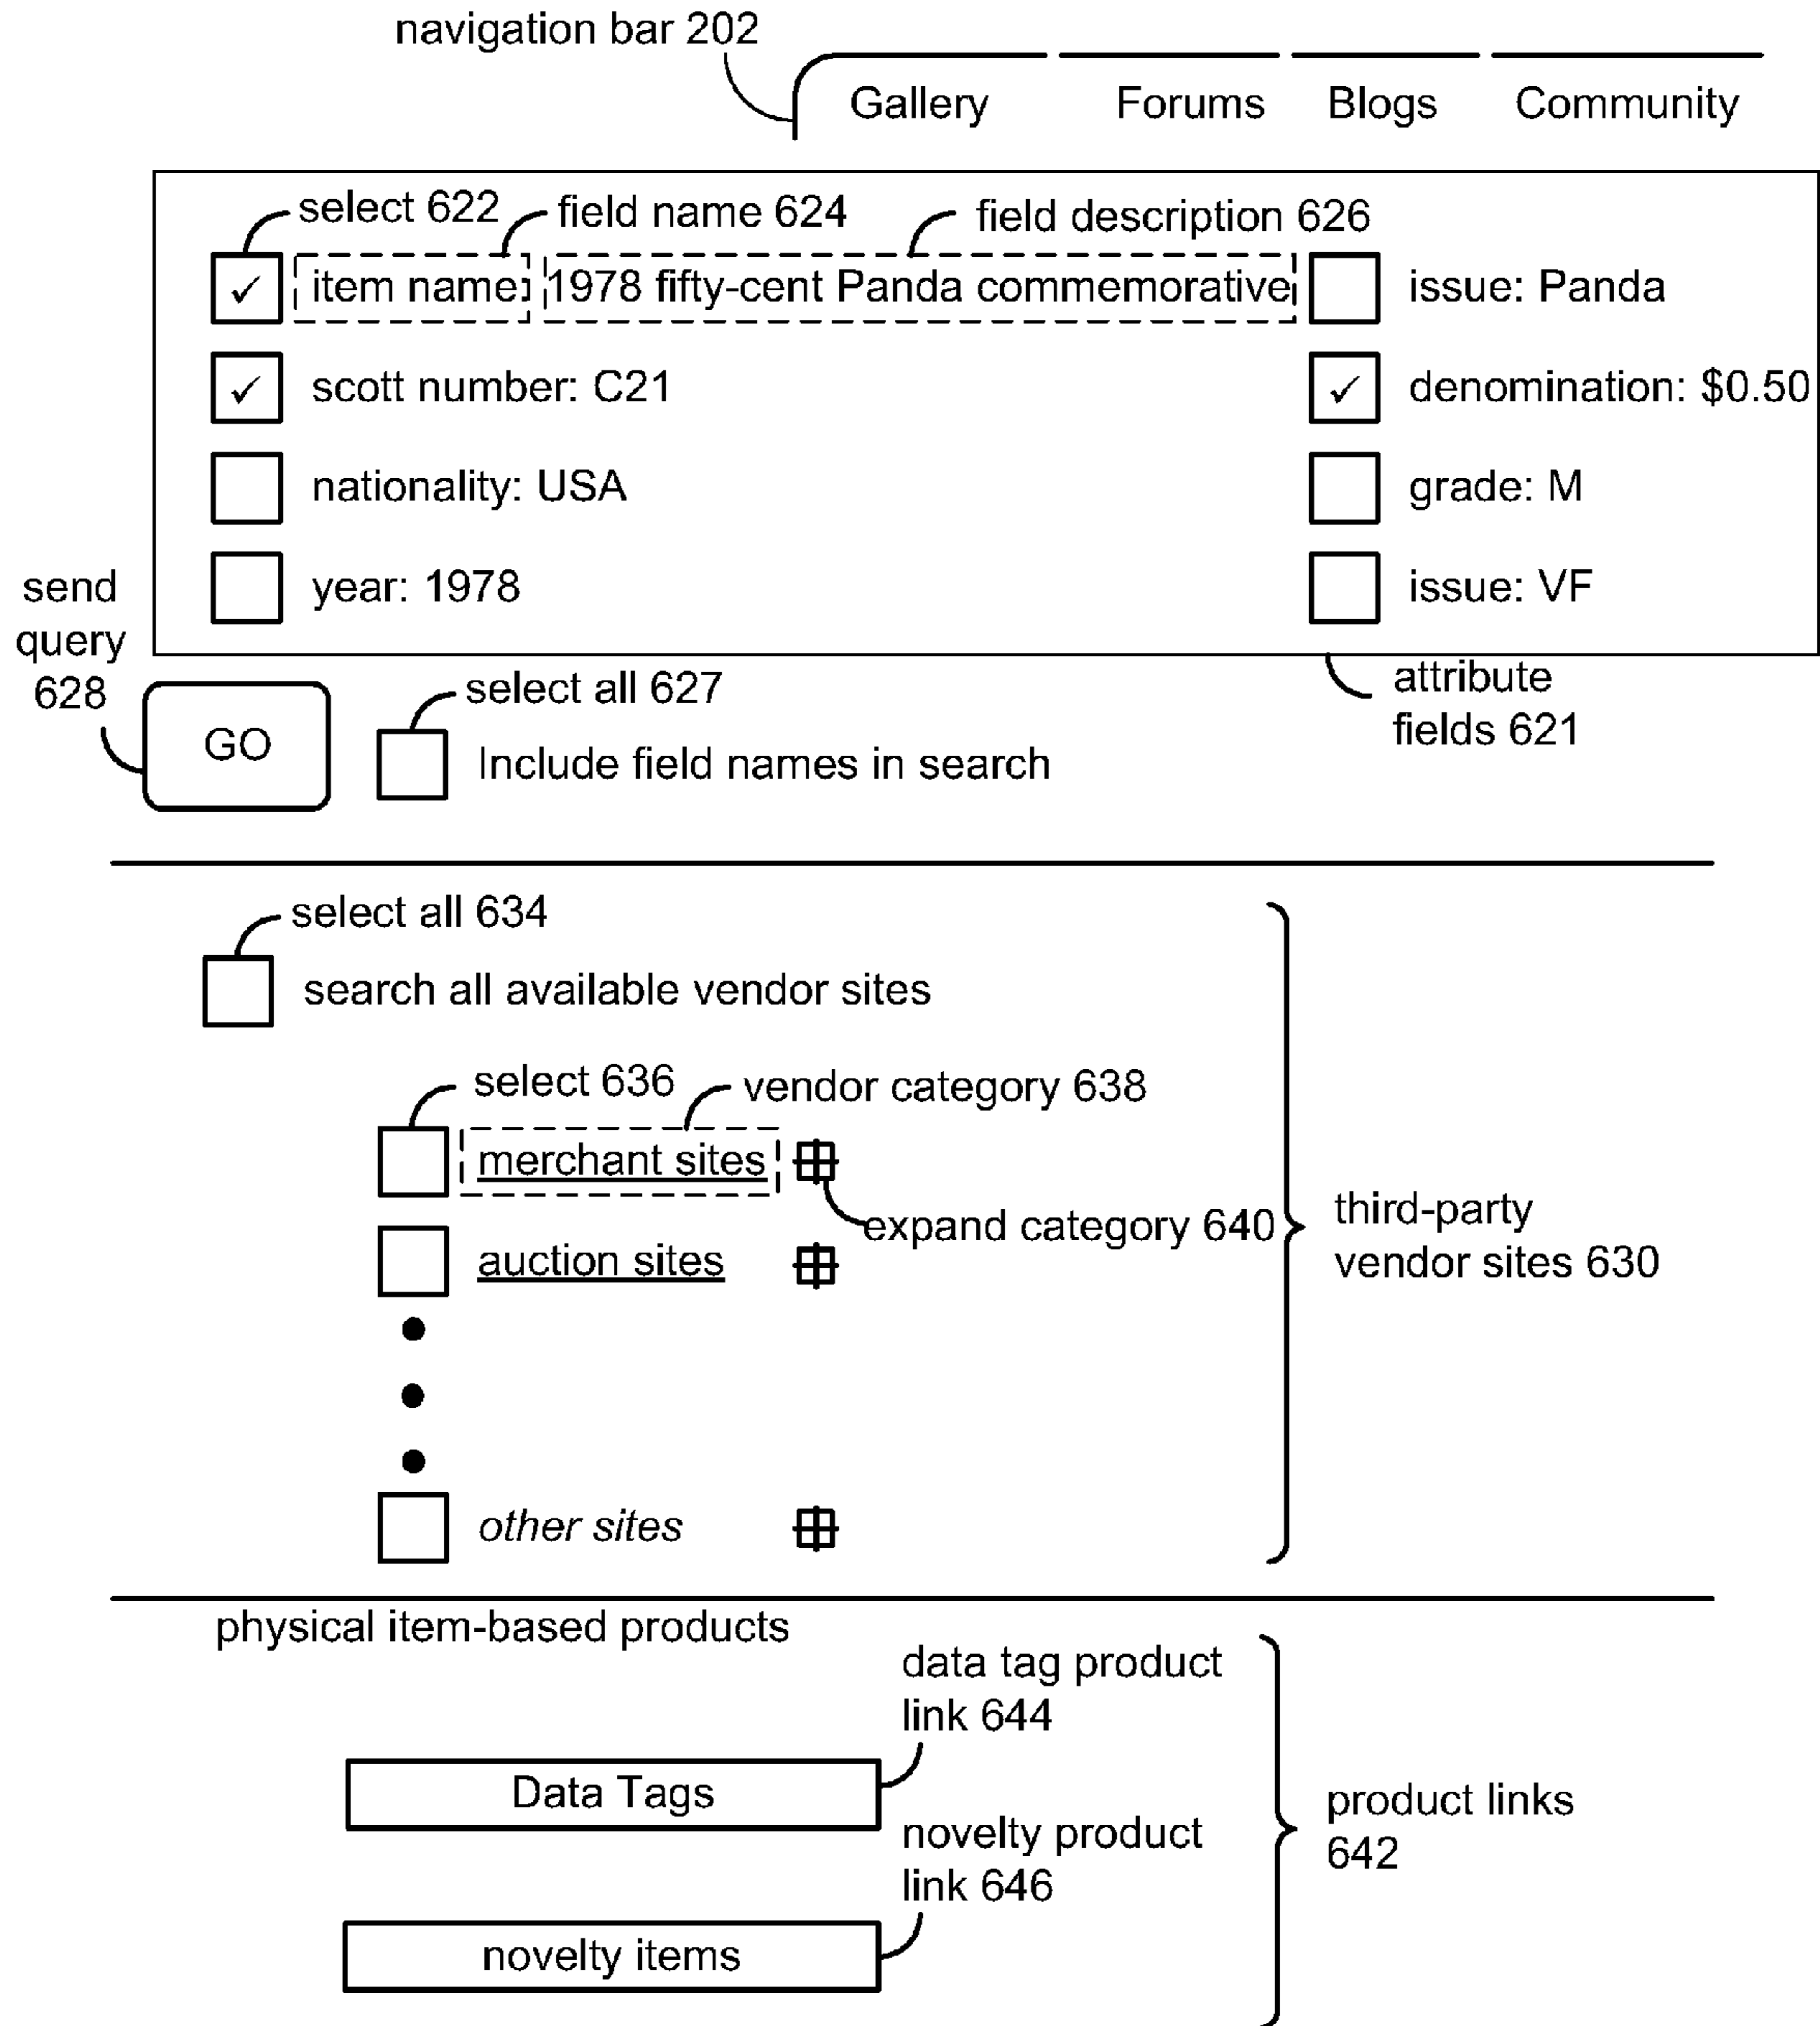 navigation bar 202
Gallery Forums Blogs Community
select 622 field name 624 field description 626
item name: 1978 fifty-cent Panda commemorative issue: Panda
scott number: C21 denomination: $0.50
nationality: USA grade: M
year: 1978 issue: VF
send
query
628
GO
select all 627
Include field names in search
attribute
fields 621
select all 634
search all available vendor sites
select 636 vendor category 638
merchant sites
expand category 640
auction sites
other sites
third-party
vendor sites 630
physical item-based products
data tag product
link 644
Data Tags
novelty product
link 646
novelty items
product links
642